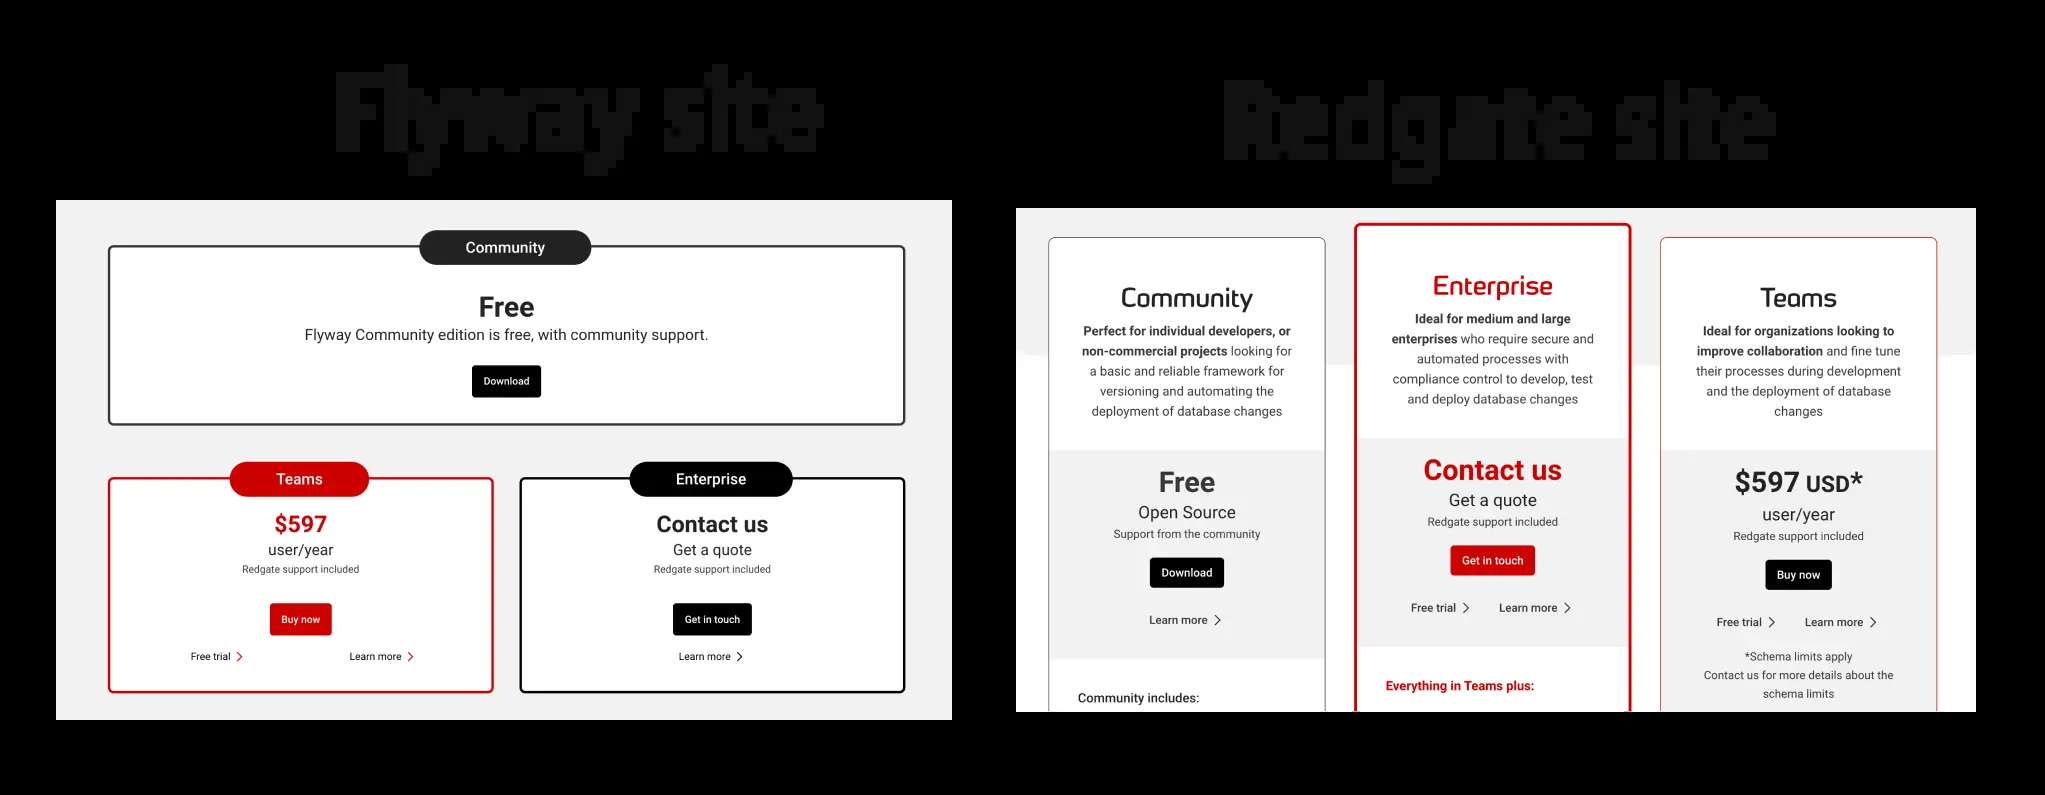 Flyway site
Community
Free
Flyway Community edition is free, with community support.
Download
Teams
$597
user/year
Redgate support included
Buy now
Free trial
Learn more
Enterprise
Contact us
Get a quote
Redgate support included
Get in touch
Learn more
Redgate site
Community
Perfect for individual developers, or
non-commercial projects looking for
a basic and reliable framework for
versioning and automating the
deployment of database changes
Free
Open Source
Support from the community
Download
Learn more
Community includes:
Enterprise
Ideal for medium and large
enterprises who require secure and
automated processes with
compliance control to develop, test
and deploy database changes
Contact us
Get a quote
Redgate support included
Get in touch
Free trial
Learn more
Everything in Teams plus:
Teams
Ideal for organizations looking to
improve collaboration and fine tune
their processes during development
and the deployment of database
changes
$597 USD*
user/year
Redgate support included
Buy now
Free trial
Learn more
*Schema limits apply
Contact us for more details about the
schema limits